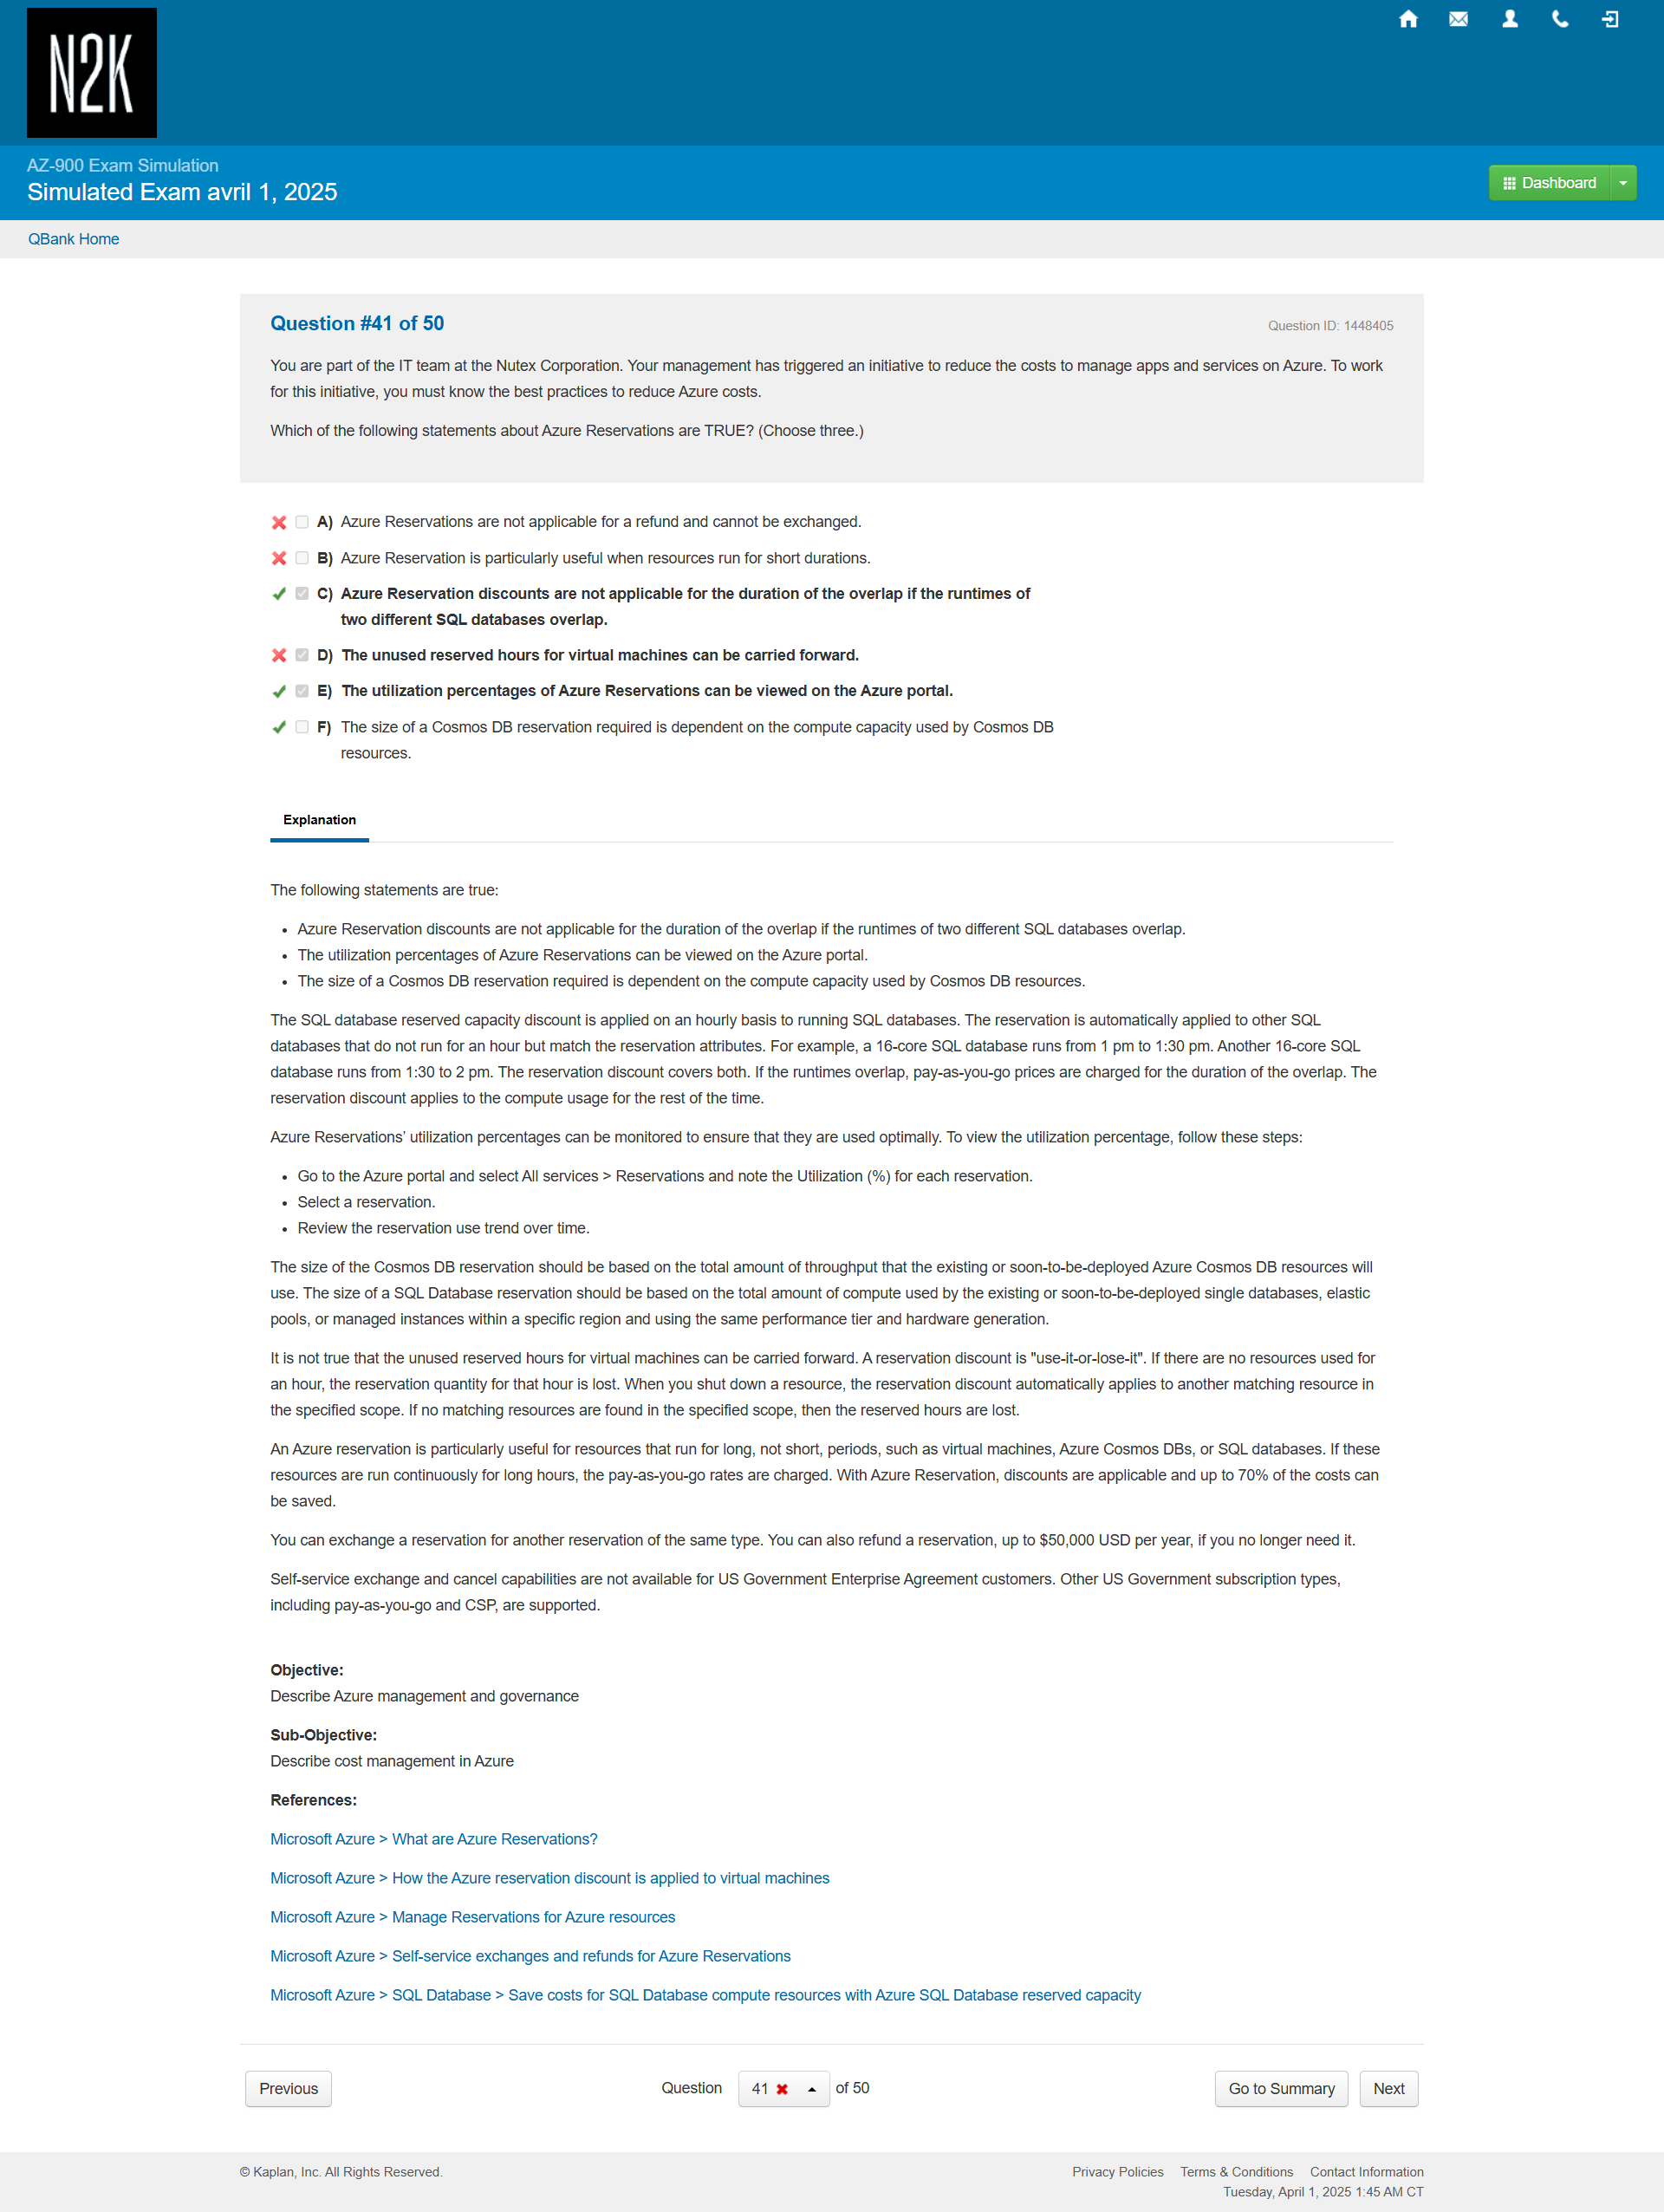 N2K
AZ-900 Exam Simulation
Simulated Exam avril 1, 2025
Dashboard
QBank Home
Question #41 of 50
Question ID: 1448405
You are part of the IT team at the Nutex Corporation. Your management has triggered an initiative to reduce the costs to manage apps and services on Azure. To work
for this initiative, you must know the best practices to reduce Azure costs.
Which of the following statements about Azure Reservations are TRUE? (Choose three.)
A) Azure Reservations are not applicable for a refund and cannot be exchanged.
B) Azure Reservation is particularly useful when resources run for short durations.
C) Azure Reservation discounts are not applicable for the duration of the overlap if the runtimes of
two different SQL databases overlap.
D) The unused reserved hours for virtual machines can be carried forward.
E) The utilization percentages of Azure Reservations can be viewed on the Azure portal.
F) The size of a Cosmos DB reservation required is dependent on the compute capacity used by Cosmos DB
resources.
Explanation
The following statements are true:
• Azure Reservation discounts are not applicable for the duration of the overlap if the runtimes of two different SQL databases overlap.
• The utilization percentages of Azure Reservations can be viewed on the Azure portal.
• The size of a Cosmos DB reservation required is dependent on the compute capacity used by Cosmos DB resources.
The SQL database reserved capacity discount is applied on an hourly basis to running SQL databases. The reservation is automatically applied to other SQL
databases that do not run for an hour but match the reservation attributes. For example, a 16-core SQL database runs from 1 pm to 1:30 pm. Another 16-core SQL
database runs from 1:30 to 2 pm. The reservation discount covers both. If the runtimes overlap, pay-as-you-go prices are charged for the duration of the overlap. The
reservation discount applies to the compute usage for the rest of the time.
Azure Reservations' utilization percentages can be monitored to ensure that they are used optimally. To view the utilization percentage, follow these steps:
• Go to the Azure portal and select All services > Reservations and note the Utilization (%) for each reservation.
• Select a reservation.
• Review the reservation use trend over time.
The size of the Cosmos DB reservation should be based on the total amount of throughput that the existing or soon-to-be-deployed Azure Cosmos DB resources will
use. The size of a SQL Database reservation should be based on the total amount of compute used by the existing or soon-to-be-deployed single databases, elastic
pools, or managed instances within a specific region and using the same performance tier and hardware generation.
It is not true that the unused reserved hours for virtual machines can be carried forward. A reservation discount is "use-it-or-lose-it". If there are no resources used for
an hour, the reservation quantity for that hour is lost. When you shut down a resource, the reservation discount automatically applies to another matching resource in
the specified scope. If no matching resources are found in the specified scope, then the reserved hours are lost.
An Azure reservation is particularly useful for resources that run for long, not short, periods, such as virtual machines, Azure Cosmos DBs, or SQL databases. If these
resources are run continuously for long hours, the pay-as-you-go rates are charged. With Azure Reservation, discounts are applicable and up to 70% of the costs can
be saved.
You can exchange a reservation for another reservation of the same type. You can also refund a reservation, up to $50,000 USD per year, if you no longer need it.
Self-service exchange and cancel capabilities are not available for US Government Enterprise Agreement customers. Other US Government subscription types,
including pay-as-you-go and CSP, are supported.
Objective:
Describe Azure management and governance
Sub-Objective:
Describe cost management in Azure
References:
Microsoft Azure > What are Azure Reservations?
Microsoft Azure > How the Azure reservation discount is applied to virtual machines
Microsoft Azure > Manage Reservations for Azure resources
Microsoft Azure > Self-service exchanges and refunds for Azure Reservations
Microsoft Azure > SQL Database > Save costs for SQL Database compute resources with Azure SQL Database reserved capacity
Previous
Question 41 of 50
Go to Summary
Next
© Kaplan, Inc. All Rights Reserved.
Privacy Policies Terms & Conditions Contact Information
Tuesday, April 1, 2025 1:45 AM CT